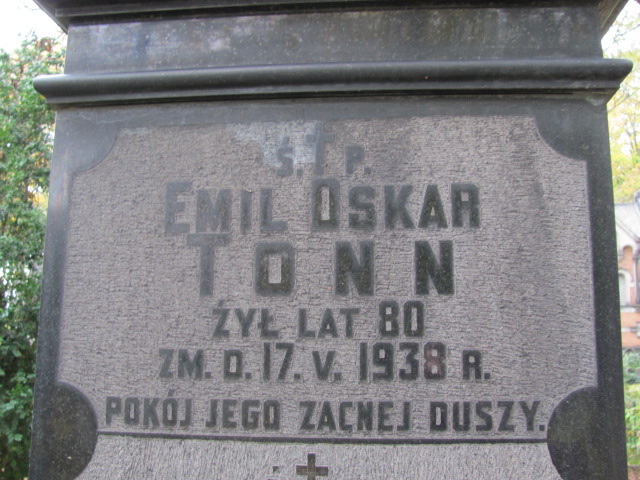 Ś.†P.
EMIL OSKAR
TONN
ŻYŁ LAT 80
ZM. D. 17. V. 1938 R.
POKÓJ JEGO ZACNEJ DUSZY.